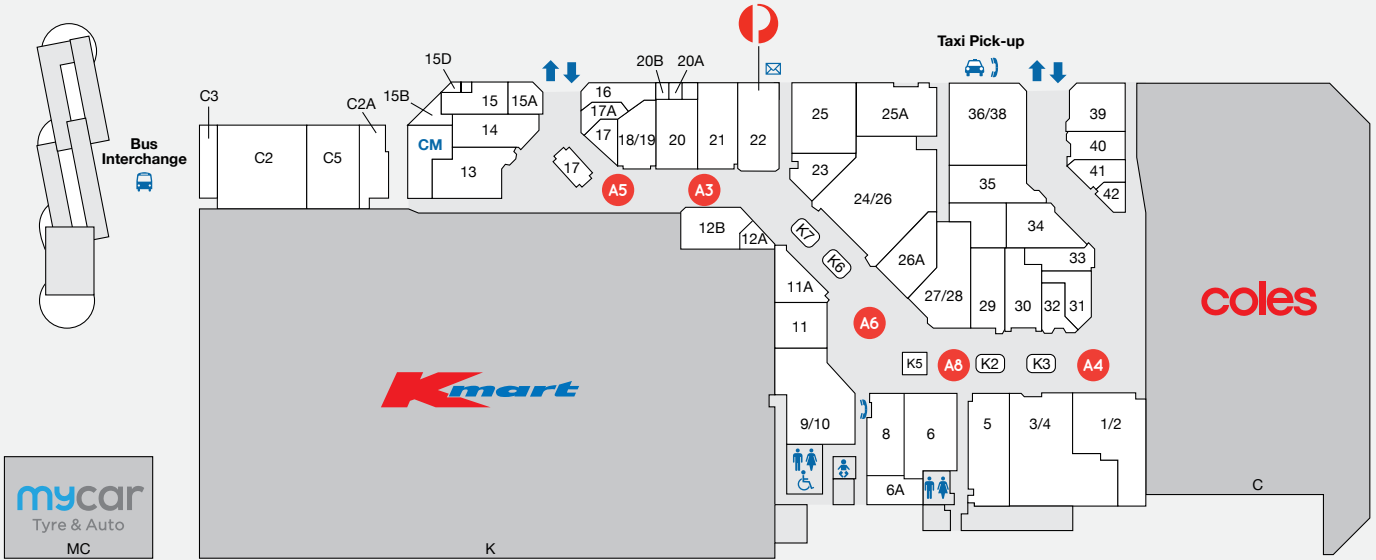 Taxi Pick-up
15D
20B
20A
C3
C2A
15B
15
15A
16
17A
17
18/19
20
21
22
25
25A
36/38
39
40
41
42
Bus
Interchange
C2
C5
CM
14
13
17
A5
A3
23
24/26
35
34
33
12B
12A
K7
K6
26A
27/28
29
30
32
31
11A
11
A6
coles
K5
A8
K2
K3
A4
Kmart
9/10
8
6
5
3/4
1/2
6A
mycar
Tyre & Auto
MC
K
C